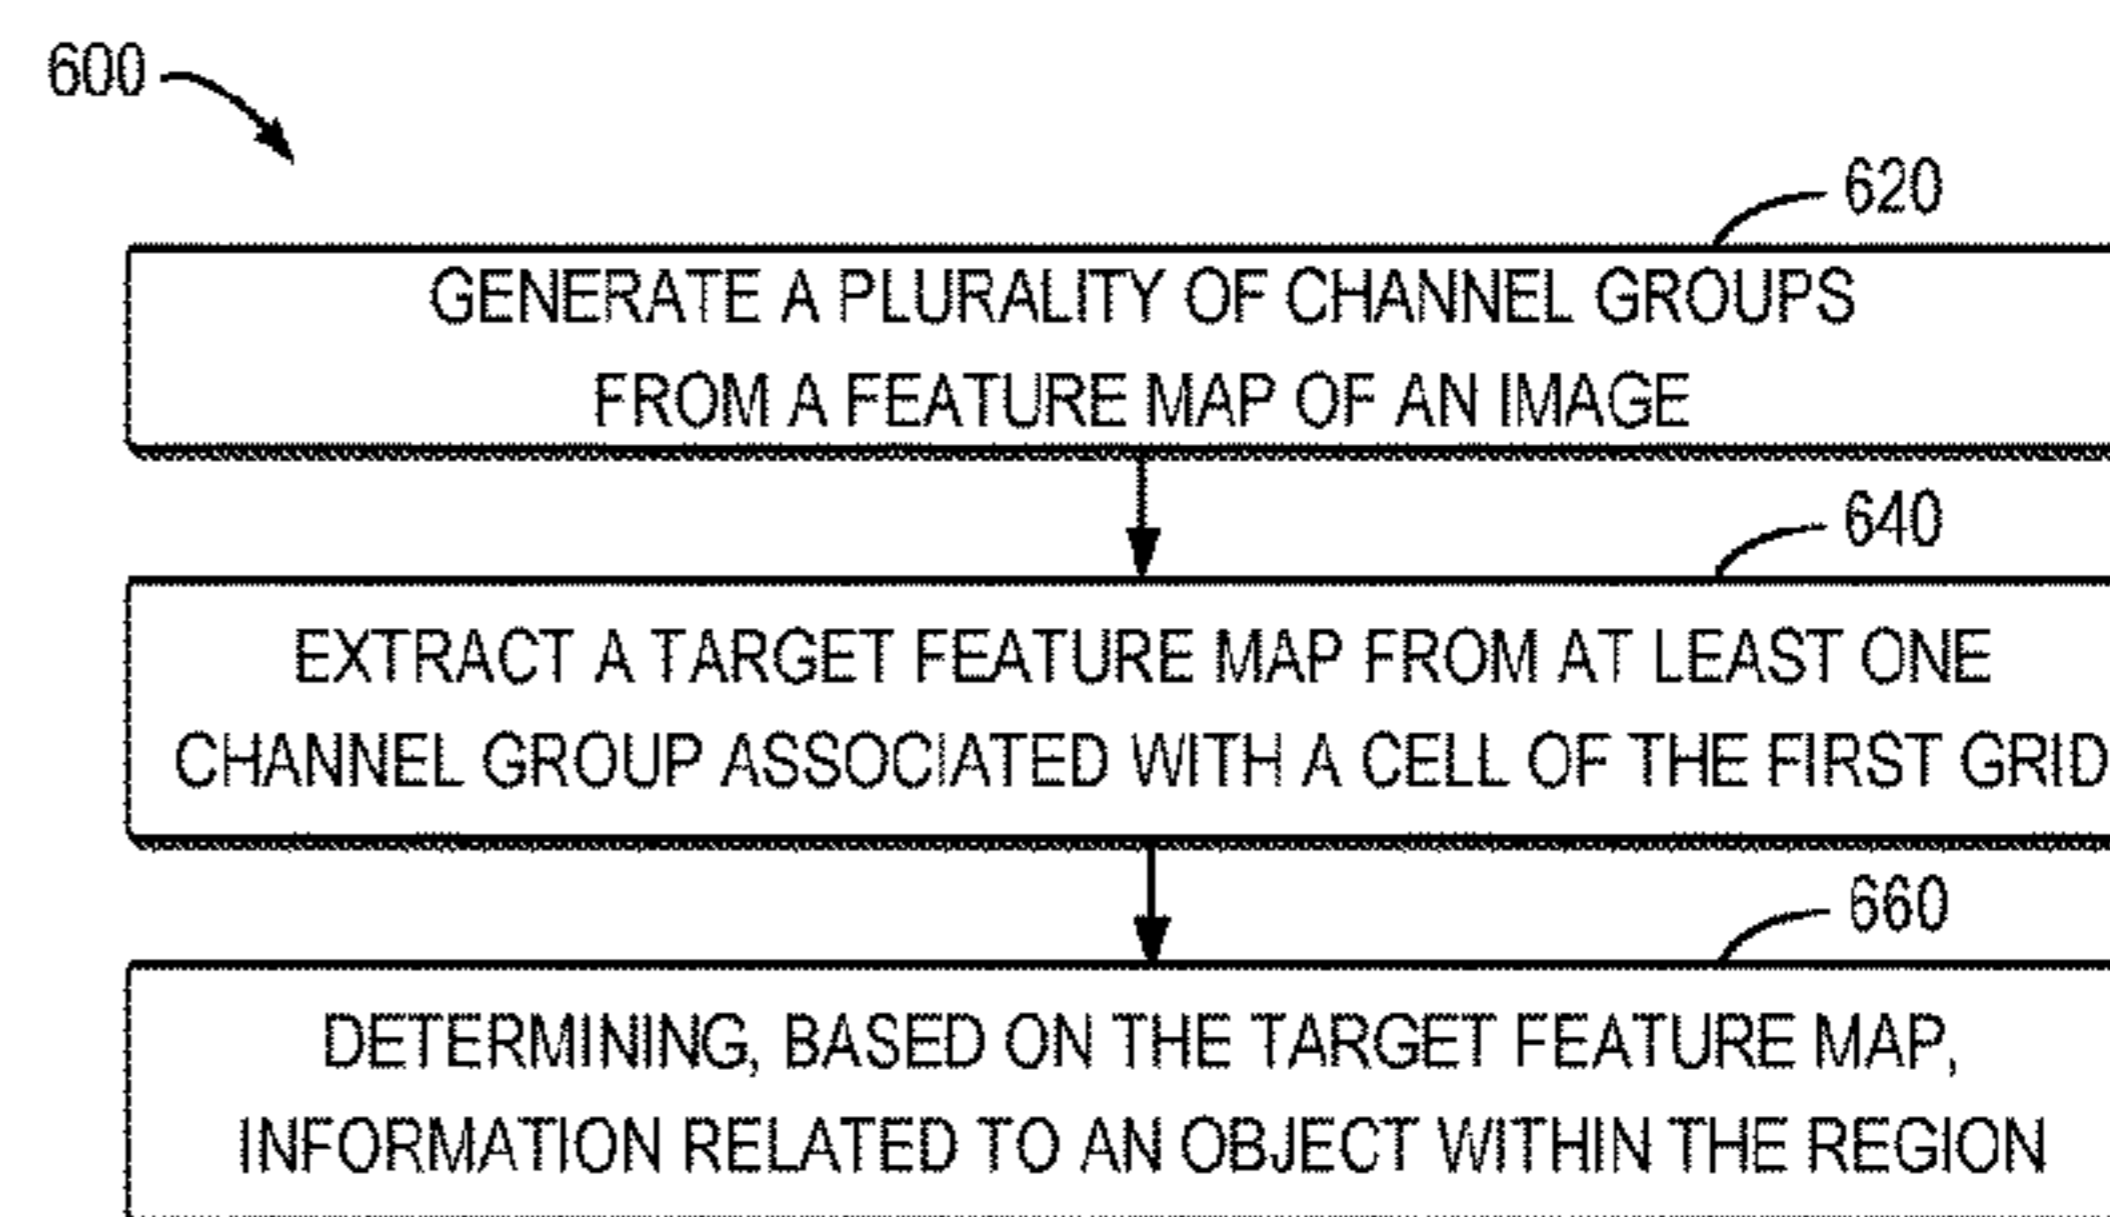 600
620
GENERATE A PLURALITY OF CHANNEL GROUPS
FROM A FEATURE MAP OF AN IMAGE
640
EXTRACT A TARGET FEATURE MAP FROM AT LEAST ONE
CHANNEL GROUP ASSOCIATED WITH A CELL OF THE FIRST GRID
660
DETERMINING, BASED ON THE TARGET FEATURE MAP,
INFORMATION RELATED TO AN OBJECT WITHIN THE REGION